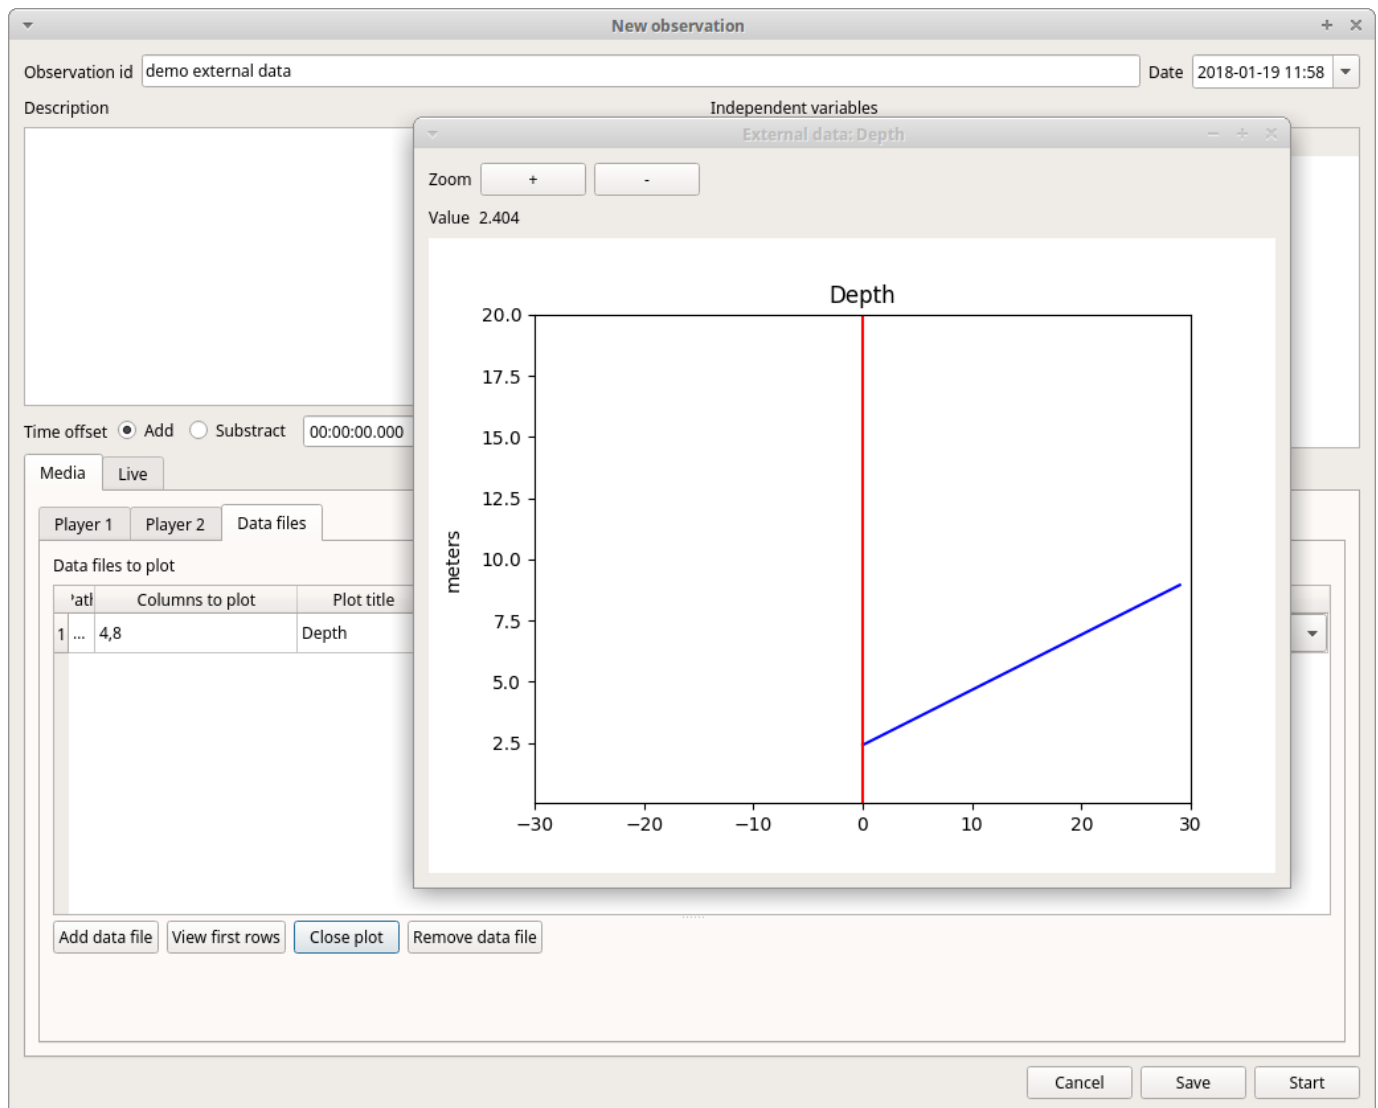 New observation
Observation id demo external data Date 2018-01-19 11:58
Description Independent variables
External data: Depth
Zoom + -
Value 2.404
Depth
20.0
17.5
15.0
12.5
10.0
7.5
5.0
2.5
meters
−30 −20 −10 0 10 20 30
Time offset Add Substract 00:00:00.000
Media Live
Player 1 Player 2 Data files
Data files to plot
Columns to plot Plot title
1 ... 4,8 Depth
Add data file View first rows Close plot Remove data file
Cancel Save Start